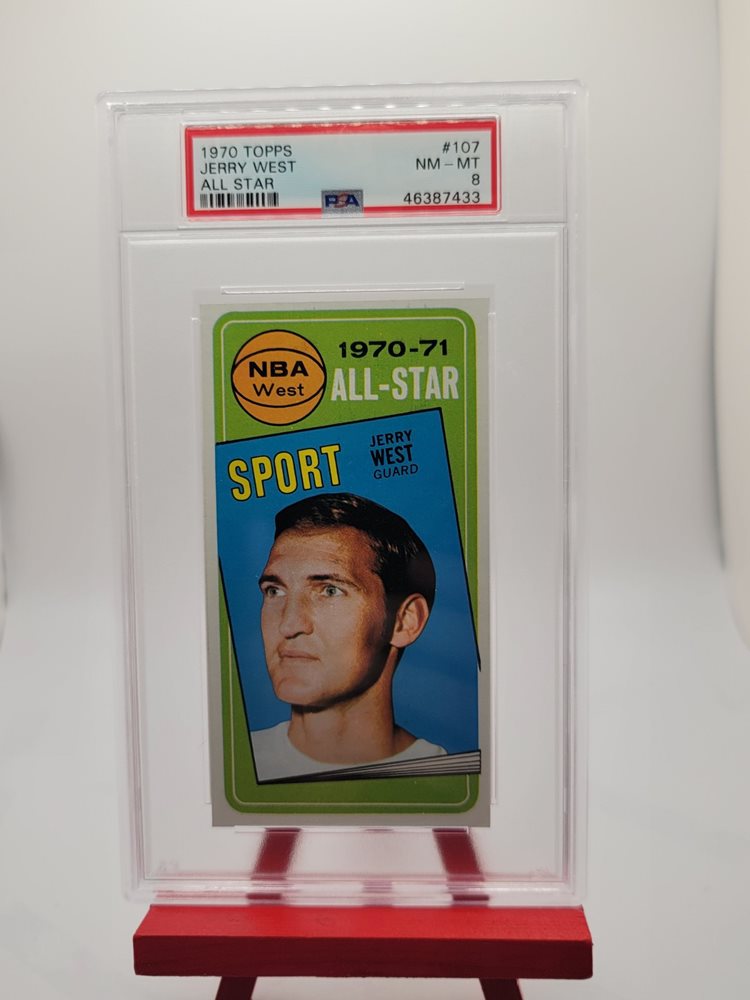 1970 TOPPS #107
JERRY WEST NM - MT
ALL STAR 8
PSA 46387433
NBA
West
1970-71
ALL-STAR
SPORT
JERRY
WEST
GUARD